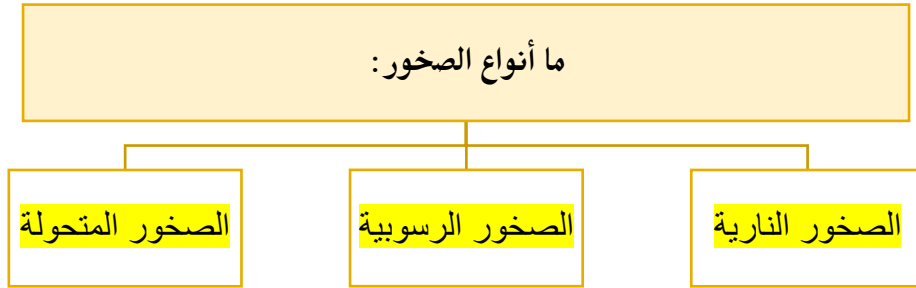 ما أنواع الصخور:
الصخور النارية
الصخور الرسوبية
الصخور المتحولة